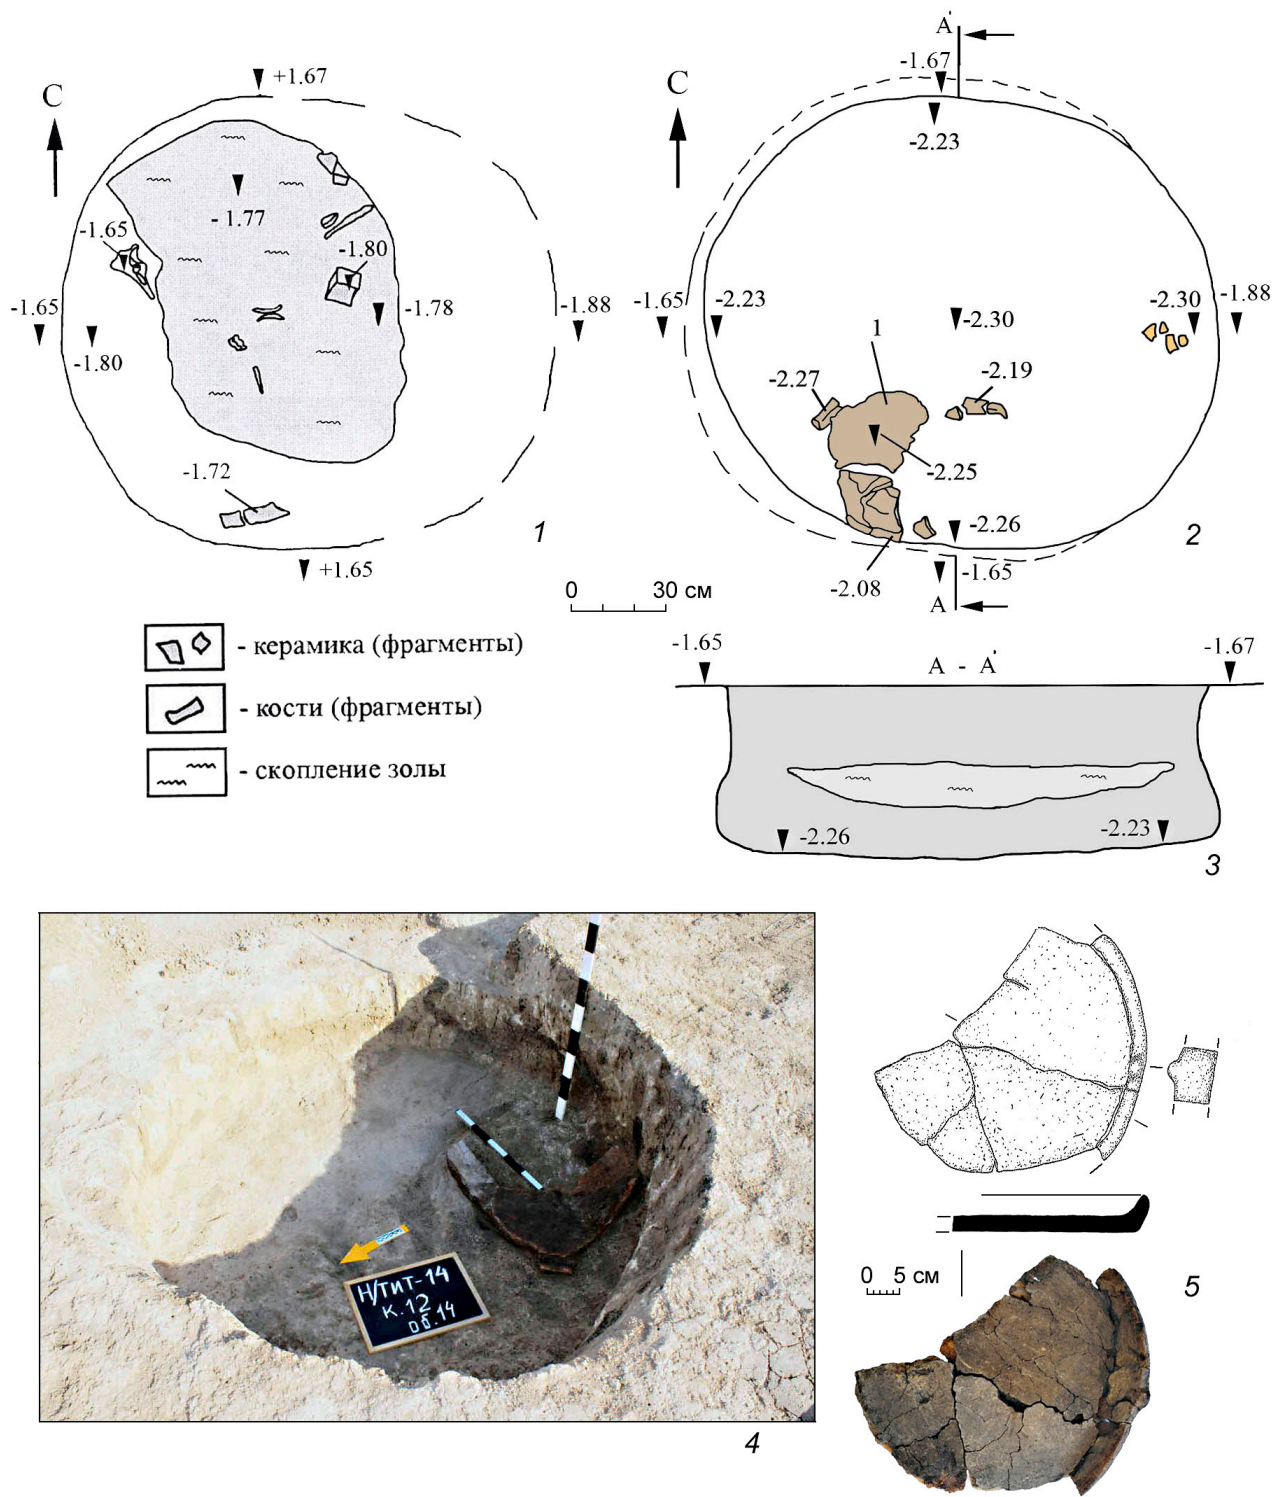 +1.67
С
-1.77
-1.65
-1.80
-1.65
-1.78
-1.88
-1.80
-1.72
1
+1.65
А'
-1.67
С
-2.23
-1.65
-2.23
-2.30
-2.30
-1.88
1
-2.27
-2.19
-2.25
-2.26
2
-2.08
-1.65
А
0 30 см
- керамика (фрагменты)
- кости (фрагменты)
- скопление золы
-1.65
А - А'
-1.67
-2.26
-2.23
3
Н/ТИТ-14
К.12
Об.14
4
0 5 см
5